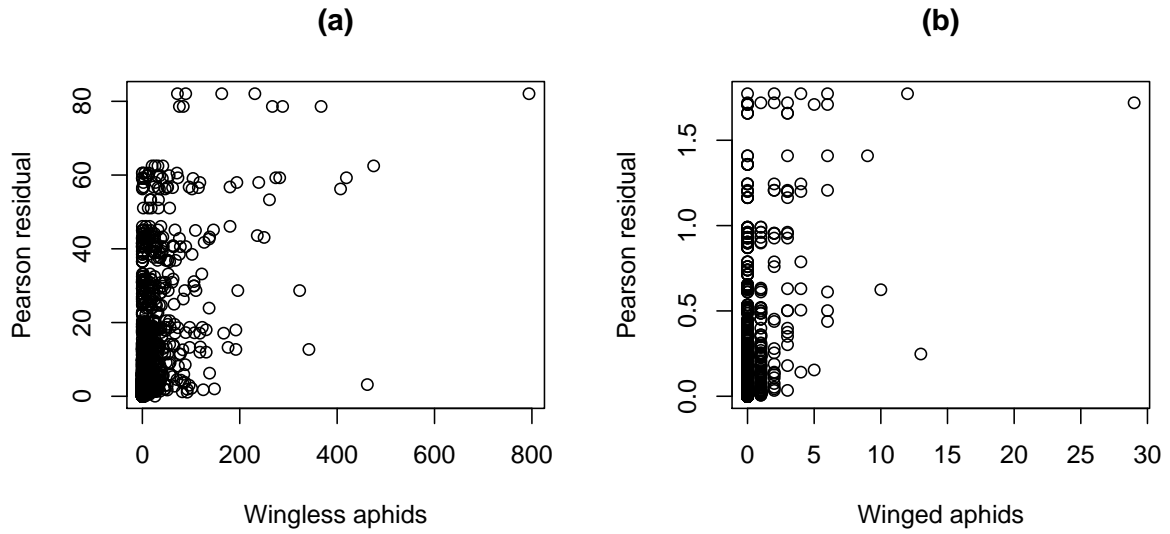 (a)
Pearson residual
80
60
40
20
0
0 200 400 600 800
Wingless aphids
(b)
Pearson residual
1.5
1.0
0.5
0.0
0 5 10 15 20 25 30
Winged aphids